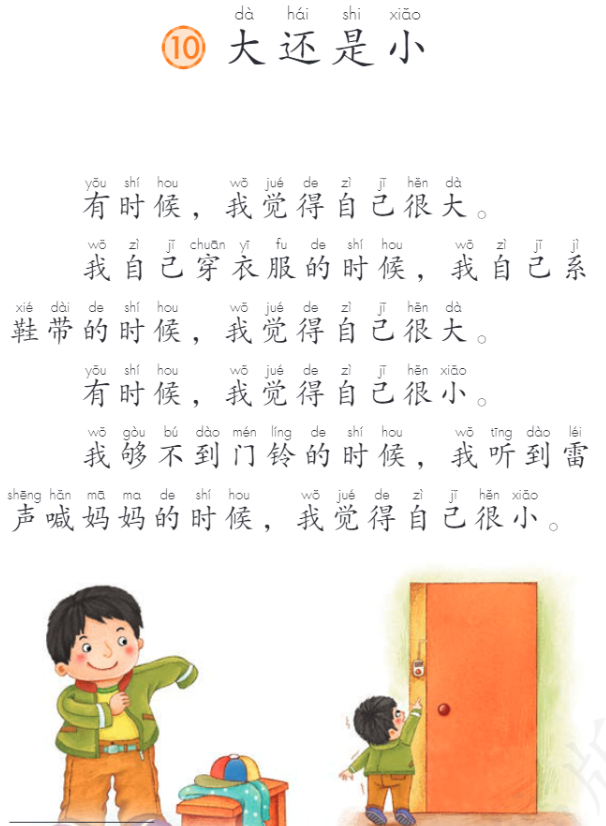 dà hái shi xiǎo
10 大还是小
yǒu shí hou wǒ jué de zì jǐ hěn dà
有时候，我觉得自己很大。
wǒ zì jǐ chuān yī fu de shí hou wǒ zì jǐ jì
我自己穿衣服的时候，我自己系
xié dài de shí hou wǒ jué de zì jǐ hěn dà
鞋带的时候，我觉得自己很大。
yǒu shí hou wǒ jué de zì jǐ hěn xiǎo
有时候，我觉得自己很小。
wǒ gòu bú dào mén líng de shí hou wǒ tīng dào léi
我够不到门铃的时候，我听到雷
shēng hǎn mā ma de shí hou wǒ jué de zì jǐ hěn xiǎo
声喊妈妈的时候，我觉得自己很小。